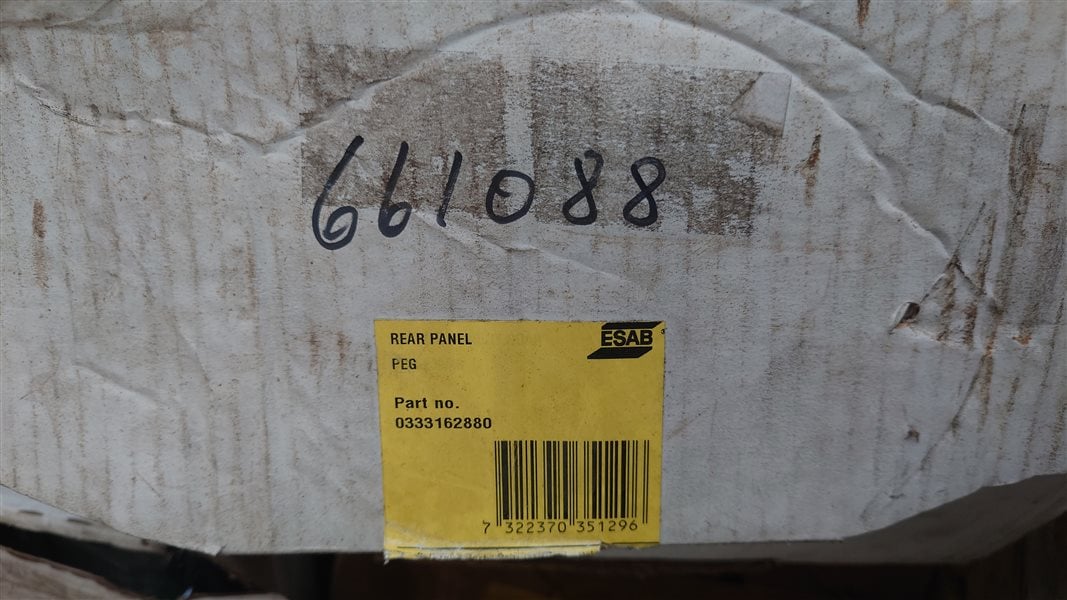 661088
REAR PANEL
ESAB
PEG
Part no.
0333162880
7 322370 351296